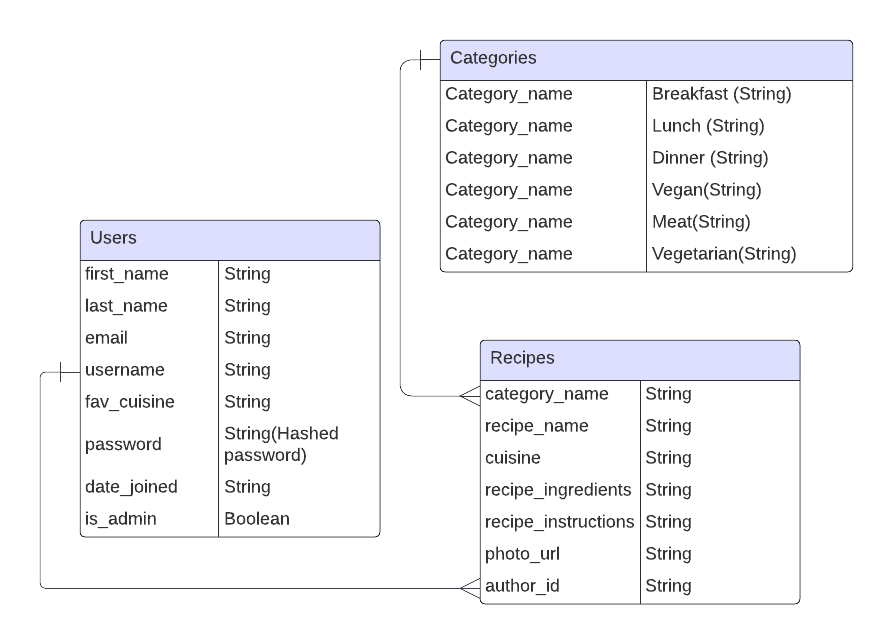 Categories
Category_name Breakfast (String)
Category_name Lunch (String)
Category_name Dinner (String)
Category_name Vegan(String)
Category_name Meat(String)
Category_name Vegetarian(String)
Users
first_name String
last_name String
email String
username String
fav_cuisine String
password String(Hashed
password)
date_joined String
is_admin Boolean
Recipes
category_name String
recipe_name String
cuisine String
recipe_ingredients String
recipe_instructions String
photo_url String
author_id String